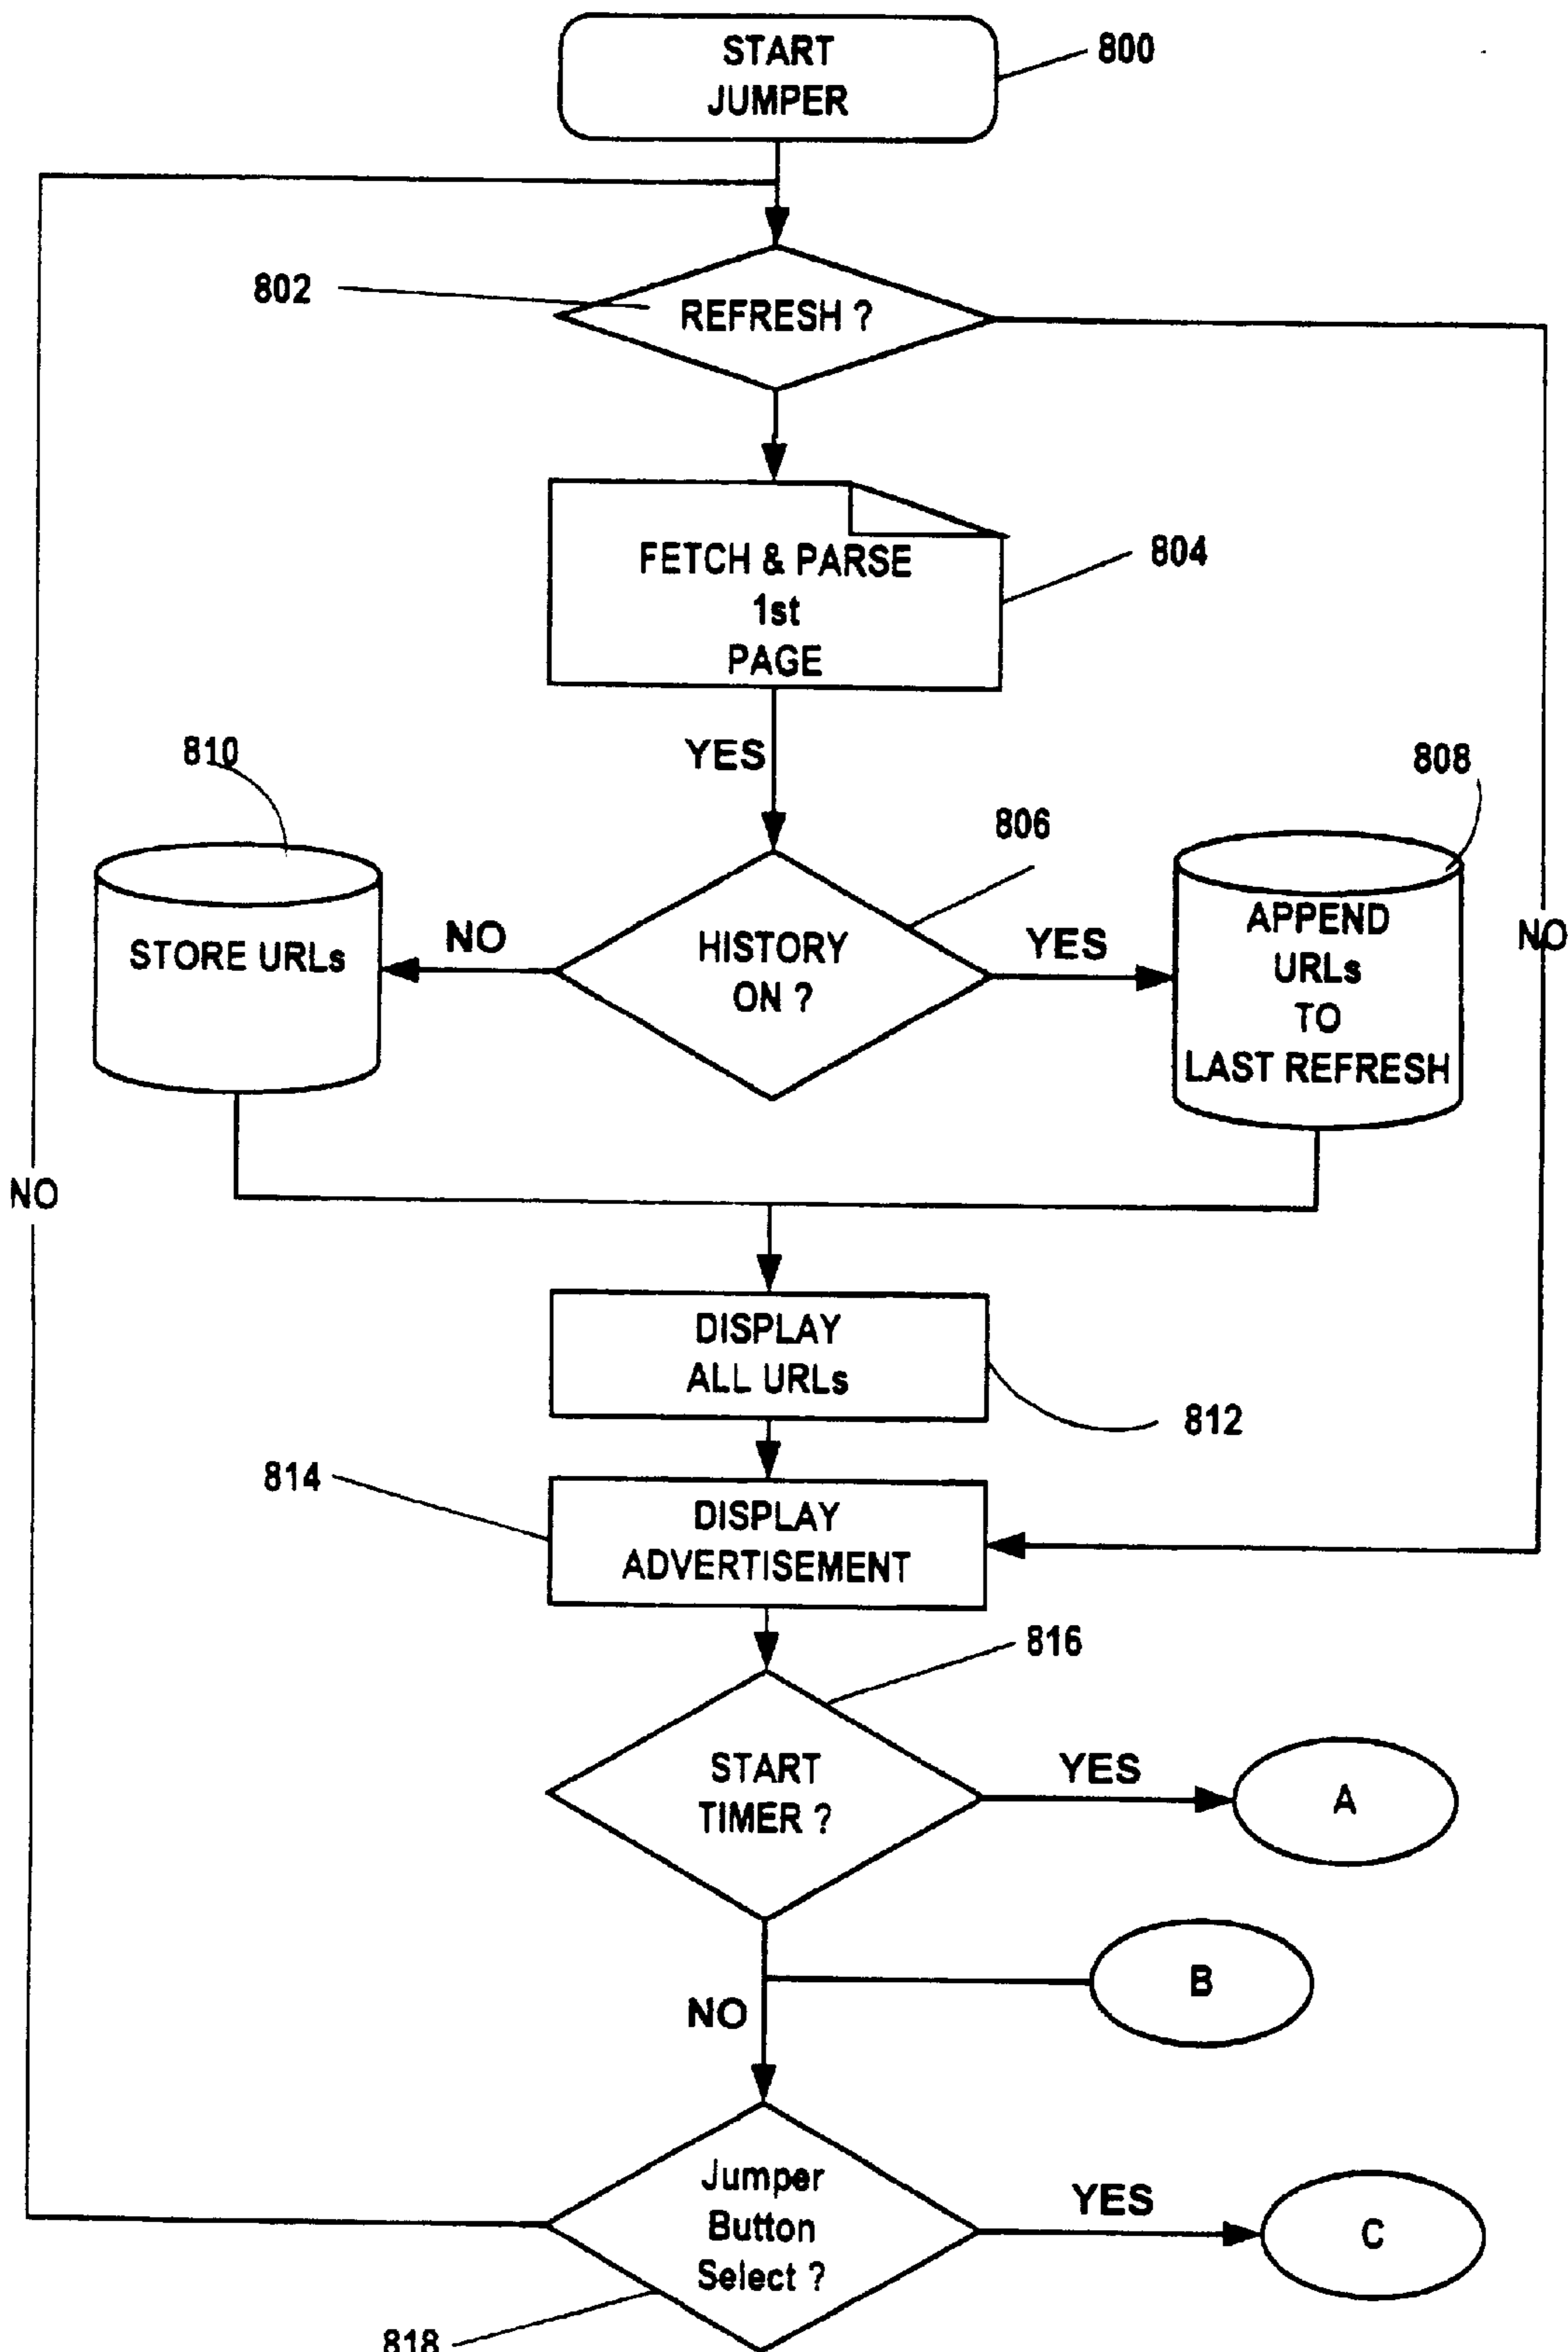 START
JUMPER
800
802
REFRESH ?
FETCH & PARSE
1st
PAGE
804
YES
810
808
806
STORE URLs
NO
HISTORY
ON ?
YES
APPEND
URLs
TO
LAST REFRESH
NO
NO
DISPLAY
ALL URLs
812
814
DISPLAY
ADVERTISEMENT
816
START
TIMER ?
YES
A
B
NO
Jumper
Button
Select ?
YES
C
818